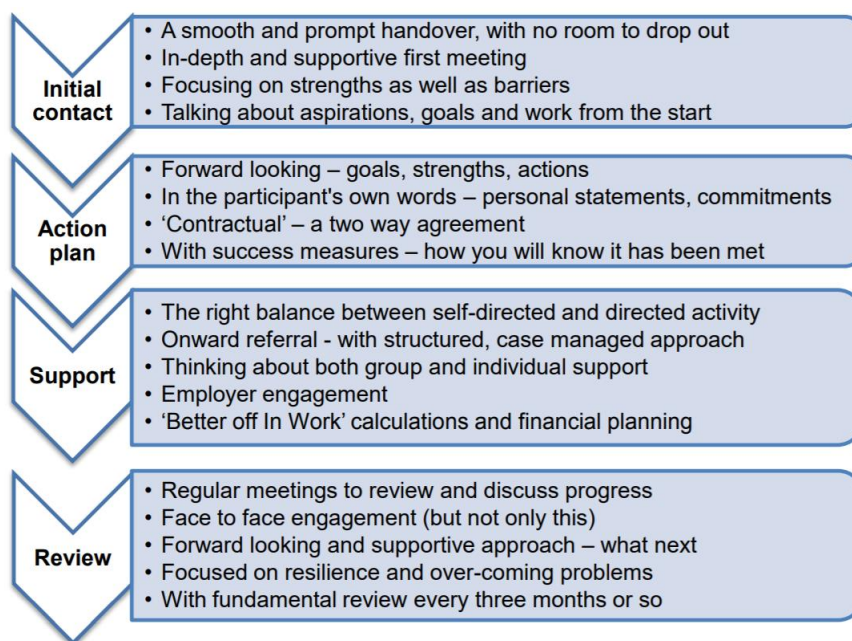 Initial
contact
• A smooth and prompt handover, with no room to drop out
• In-depth and supportive first meeting
• Focusing on strengths as well as barriers
• Talking about aspirations, goals and work from the start
Action
plan
• Forward looking – goals, strengths, actions
• In the participant's own words – personal statements, commitments
• ‘Contractual’ – a two way agreement
• With success measures – how you will know it has been met
Support
• The right balance between self-directed and directed activity
• Onward referral - with structured, case managed approach
• Thinking about both group and individual support
• Employer engagement
• ‘Better off In Work’ calculations and financial planning
Review
• Regular meetings to review and discuss progress
• Face to face engagement (but not only this)
• Forward looking and supportive approach – what next
• Focused on resilience and over-coming problems
• With fundamental review every three months or so